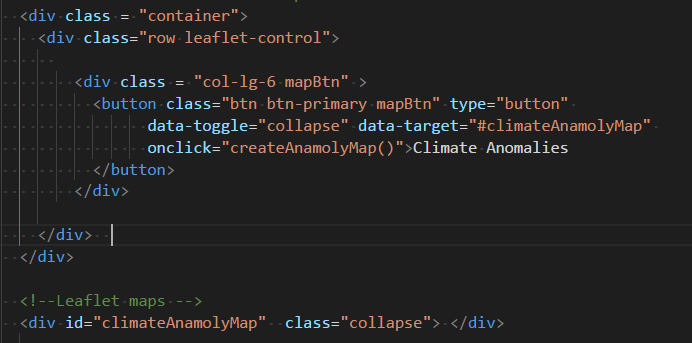 <div class = "container">
<div class="row leaflet-control">
<div class = "col-lg-6 mapBtn" >
<button class="btn btn-primary mapBtn" type="button"
data-toggle="collapse" data-target="#climateAnamolyMap"
onclick="createAnamolyMap()">Climate Anomalies
</button>
</div>
</div>
</div>
<!--Leaflet maps -->
<div id="climateAnamolyMap"  class="collapse"> </div>